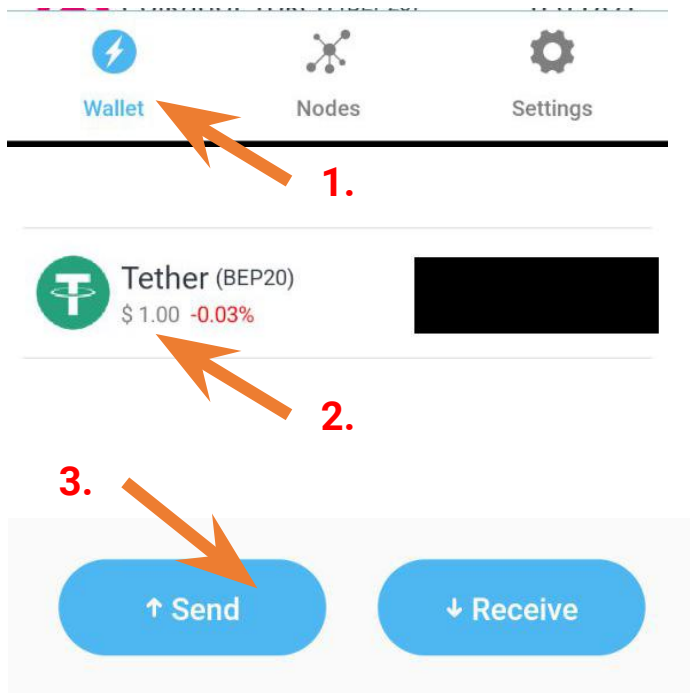 Wallet Nodes Settings
1.
Tether (BEP20)
$ 1.00 -0.03%
2.
3.
↑ Send ↓ Receive